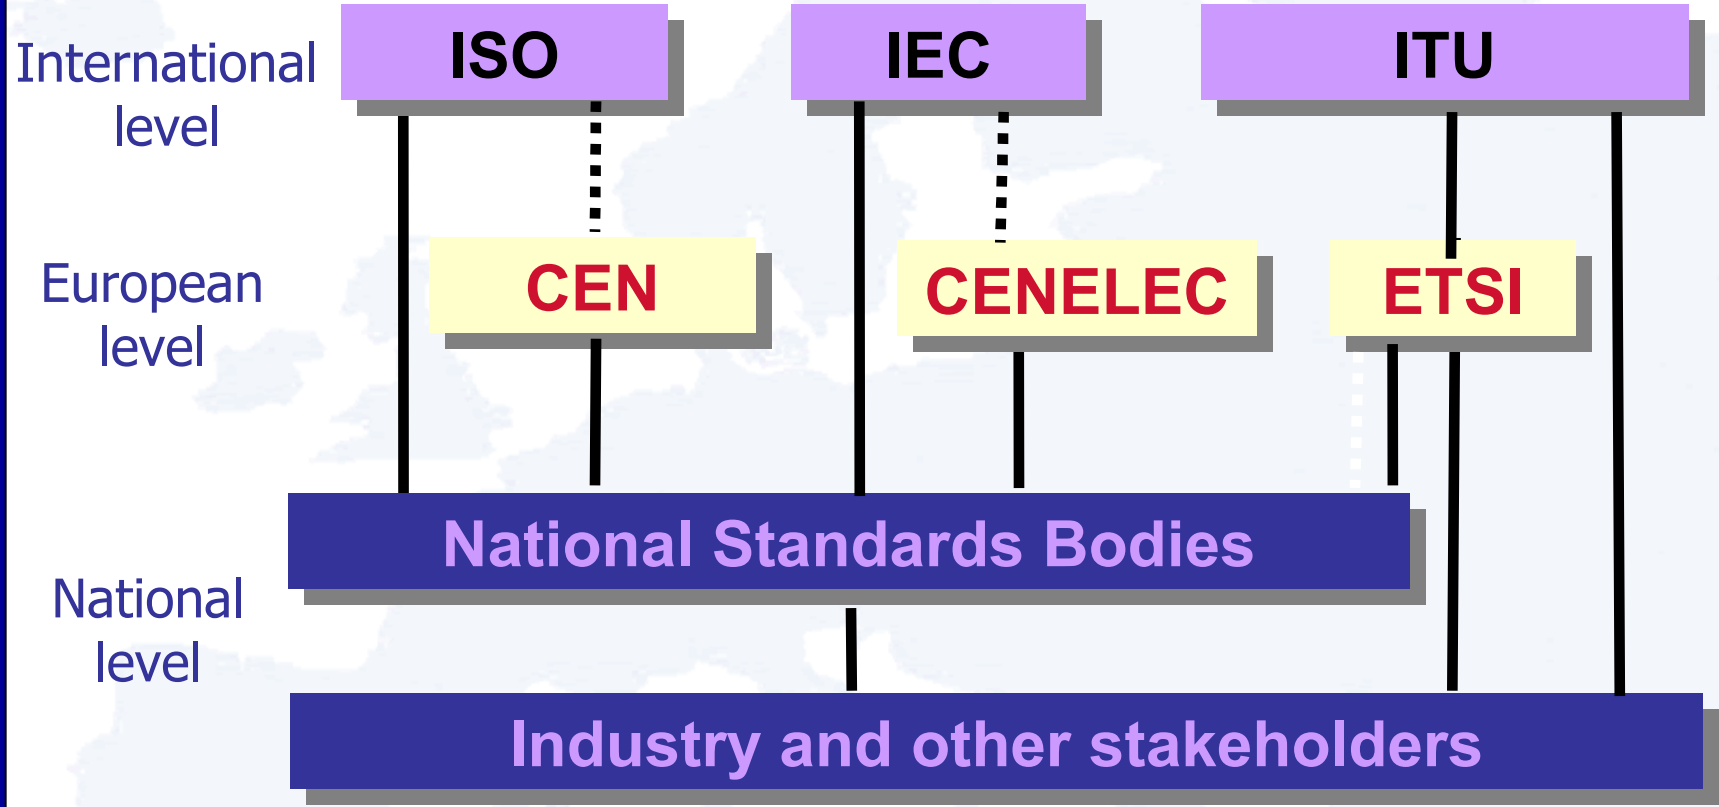 International
level
ISO
IEC
ITU
European
level
CEN
CENELEC
ETSI
National Standards Bodies
National
level
Industry and other stakeholders